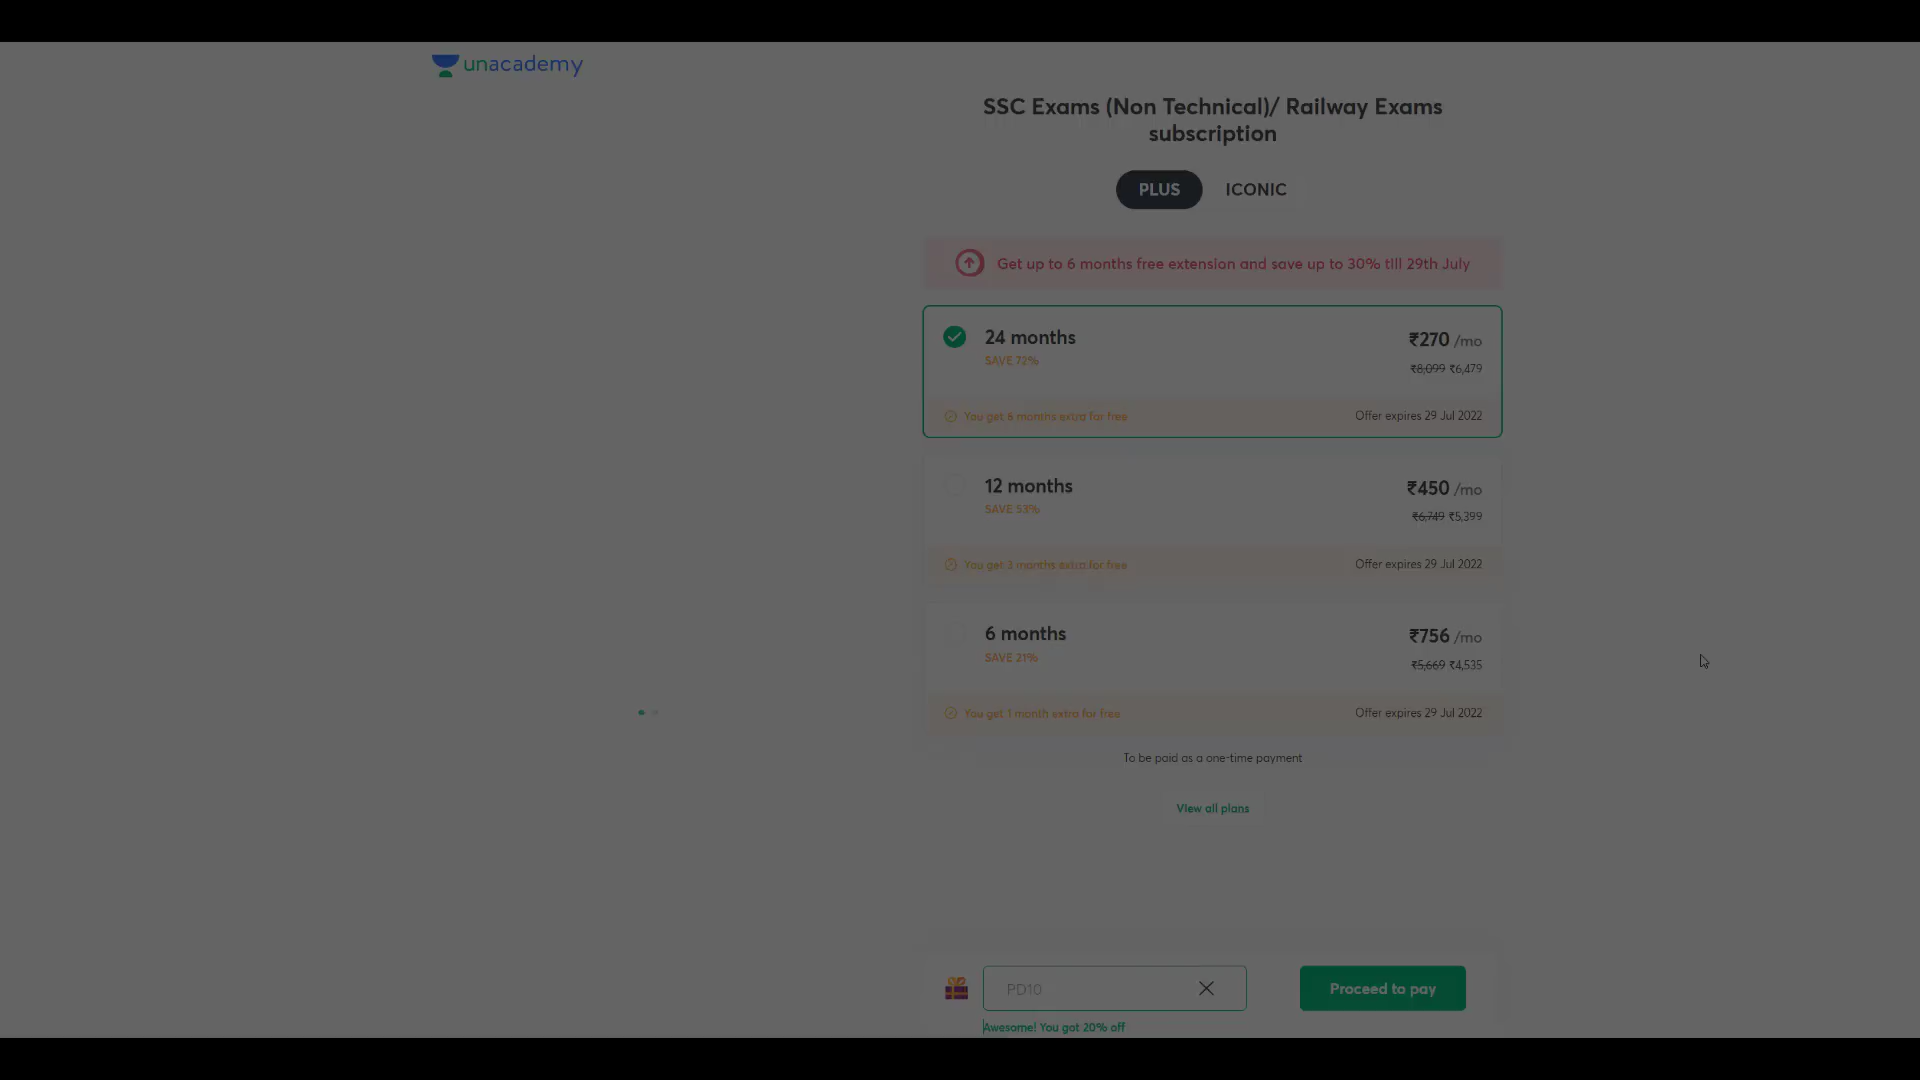 unacademy
SSC Exams (Non Technical)/ Railway Exams
subscription
PLUS ICONIC
Get up to 6 months free extension and save up to 30% till 29th July
24 months ₹270 /mo
SAVE 72% ₹8,099 ₹6,479
You get 6 months extra for free Offer expires 29 Jul 2022
12 months ₹450 /mo
SAVE 53% ₹6,749 ₹5,399
You get 3 months extra for free Offer expires 29 Jul 2022
6 months ₹756 /mo
SAVE 21% ₹5,669 ₹4,535
You get 1 month extra for free Offer expires 29 Jul 2022
To be paid as a one-time payment
View all plans
PD10 Proceed to pay
Awesome! You got 20% off